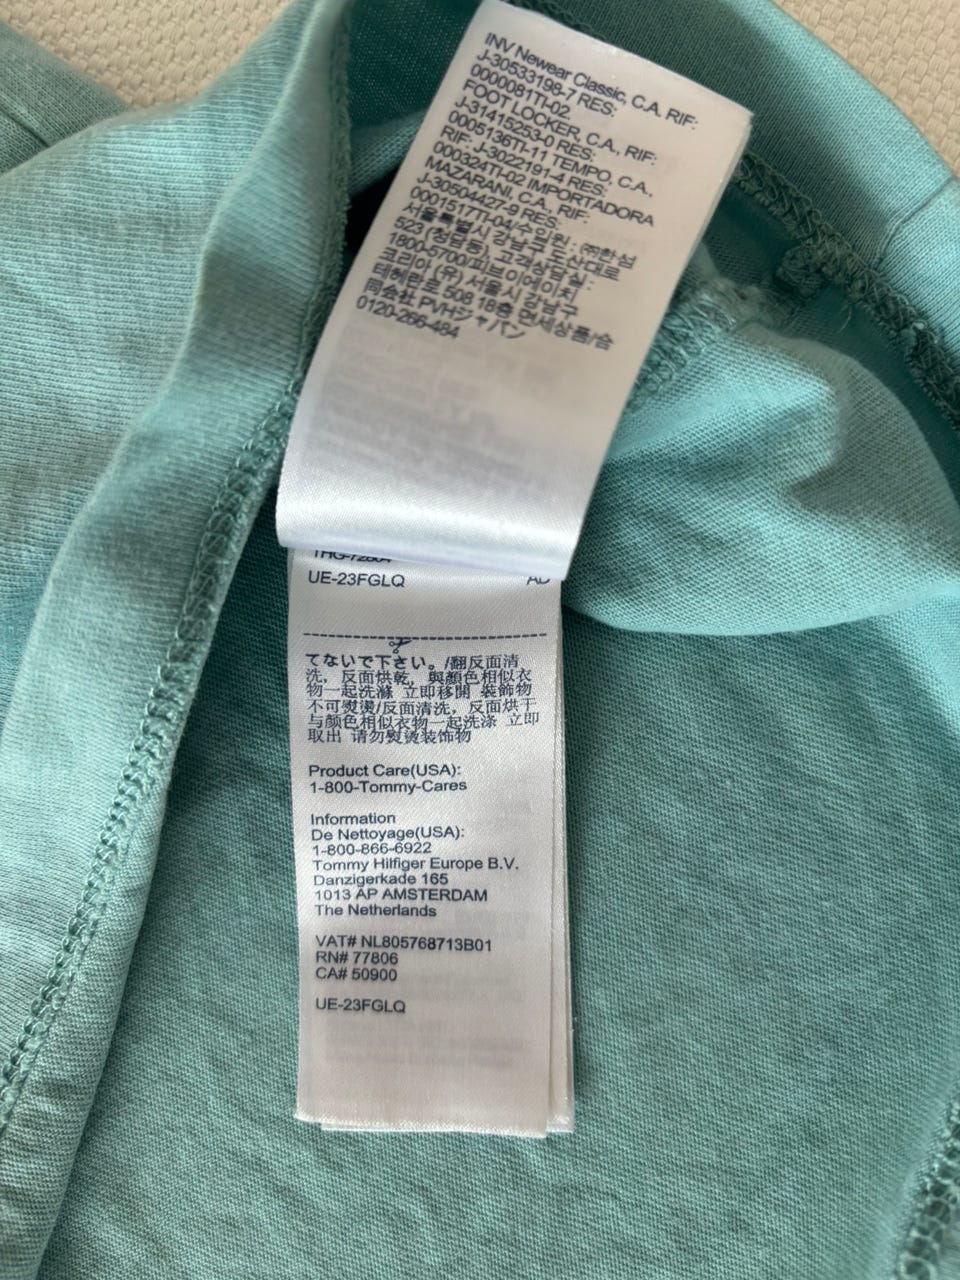 INV Newear Classic, C.A. RIF:
J-30533198-7 RES:
0000081TI-02
FOOT LOCKER, C.A., RIF:
J-31415253-0 RES:
0005136TI-11 TEMPO, C.A.,
RIF: J-3022191-4 RES:
000324TI-02 IMPORTADORA
MAZARANI, C.A., RIF:
J-30504427-9 RES:
0001517TI-04/수입원 : ㈜한섬
서울특별시 강남구 도산대로
523 (청담동), 고객상담실 :
1800-5700/피브이에이치
코리아 (유) 서울시 강남구
테헤란로 508 18층 면세상품/合
同会社 PVHジャパン
0120-266-484
THG-72804
UE-23FGLQ AD
てないで下さい。/翻反面清
洗，反面烘乾，與顏色相似衣
物一起洗滌 立即移開 裝飾物
不可熨燙/反面清洗，反面烘干
与颜色相似衣物一起洗涤 立即
取出 请勿熨烫装饰物
Product Care(USA):
1-800-Tommy-Cares
Information
De Nettoyage(USA):
1-800-866-6922
Tommy Hilfiger Europe B.V.
Danzigerkade 165
1013 AP AMSTERDAM
The Netherlands
VAT# NL805768713B01
RN# 77806
CA# 50900
UE-23FGLQ